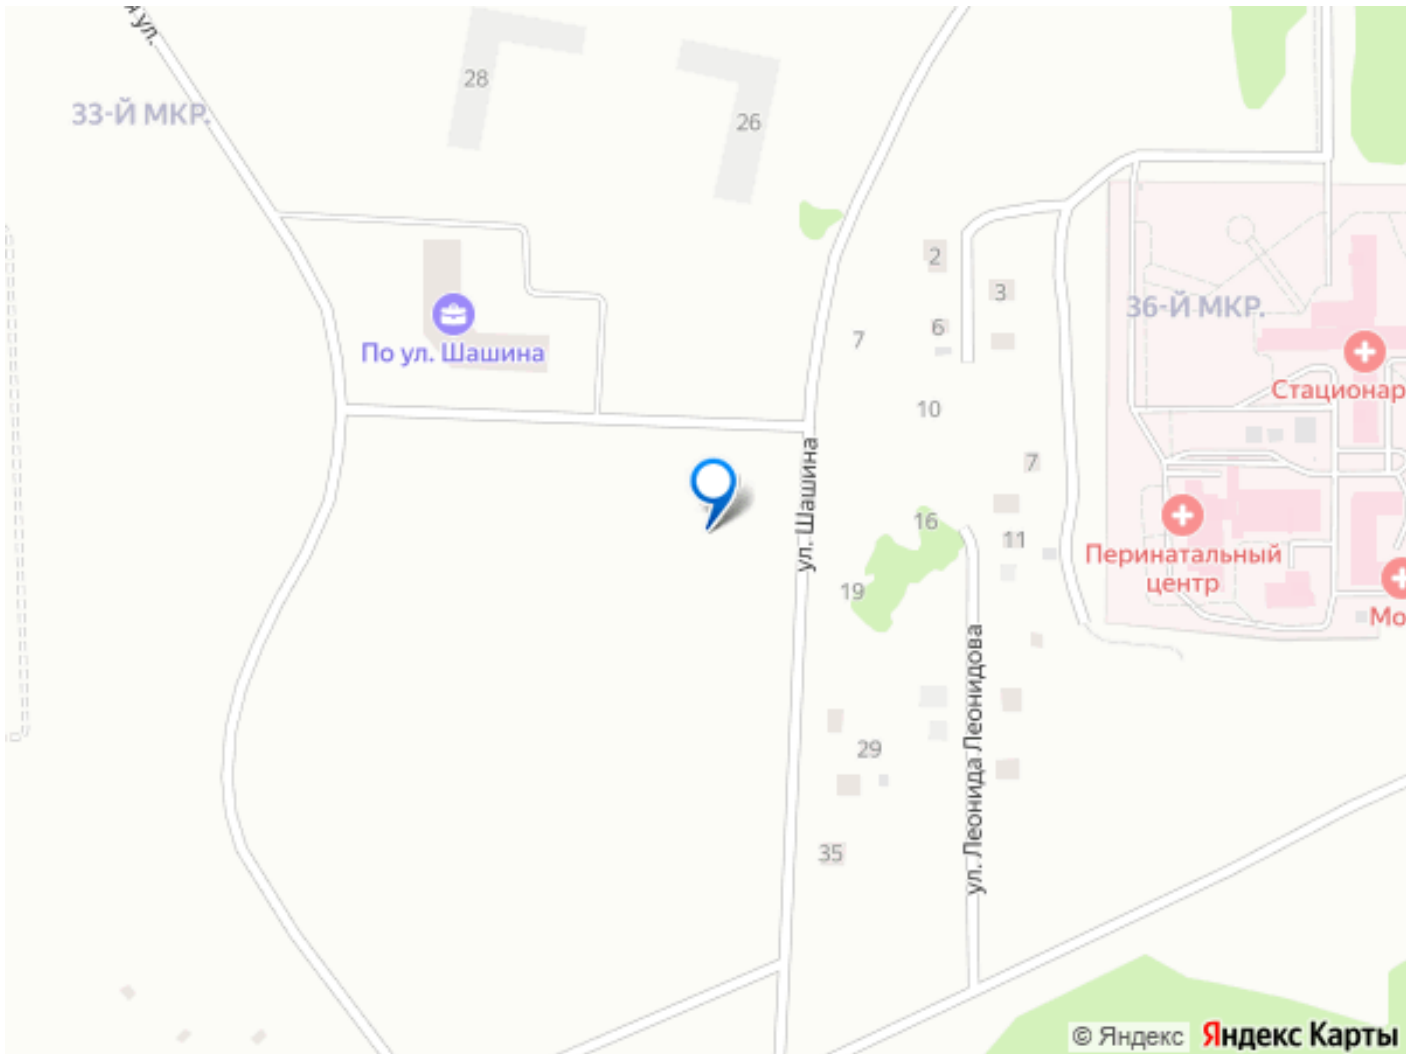 я ул.
28
26
33-Й МКР.
2
3
36-Й МКР.
6
7
По ул. Шашина
Стационар
10
ул. Шашина
7
16
11
Перинатальный
центр
19
Мо
ул. Леонида Леонидова
29
35
© Яндекс Яндекс Карты